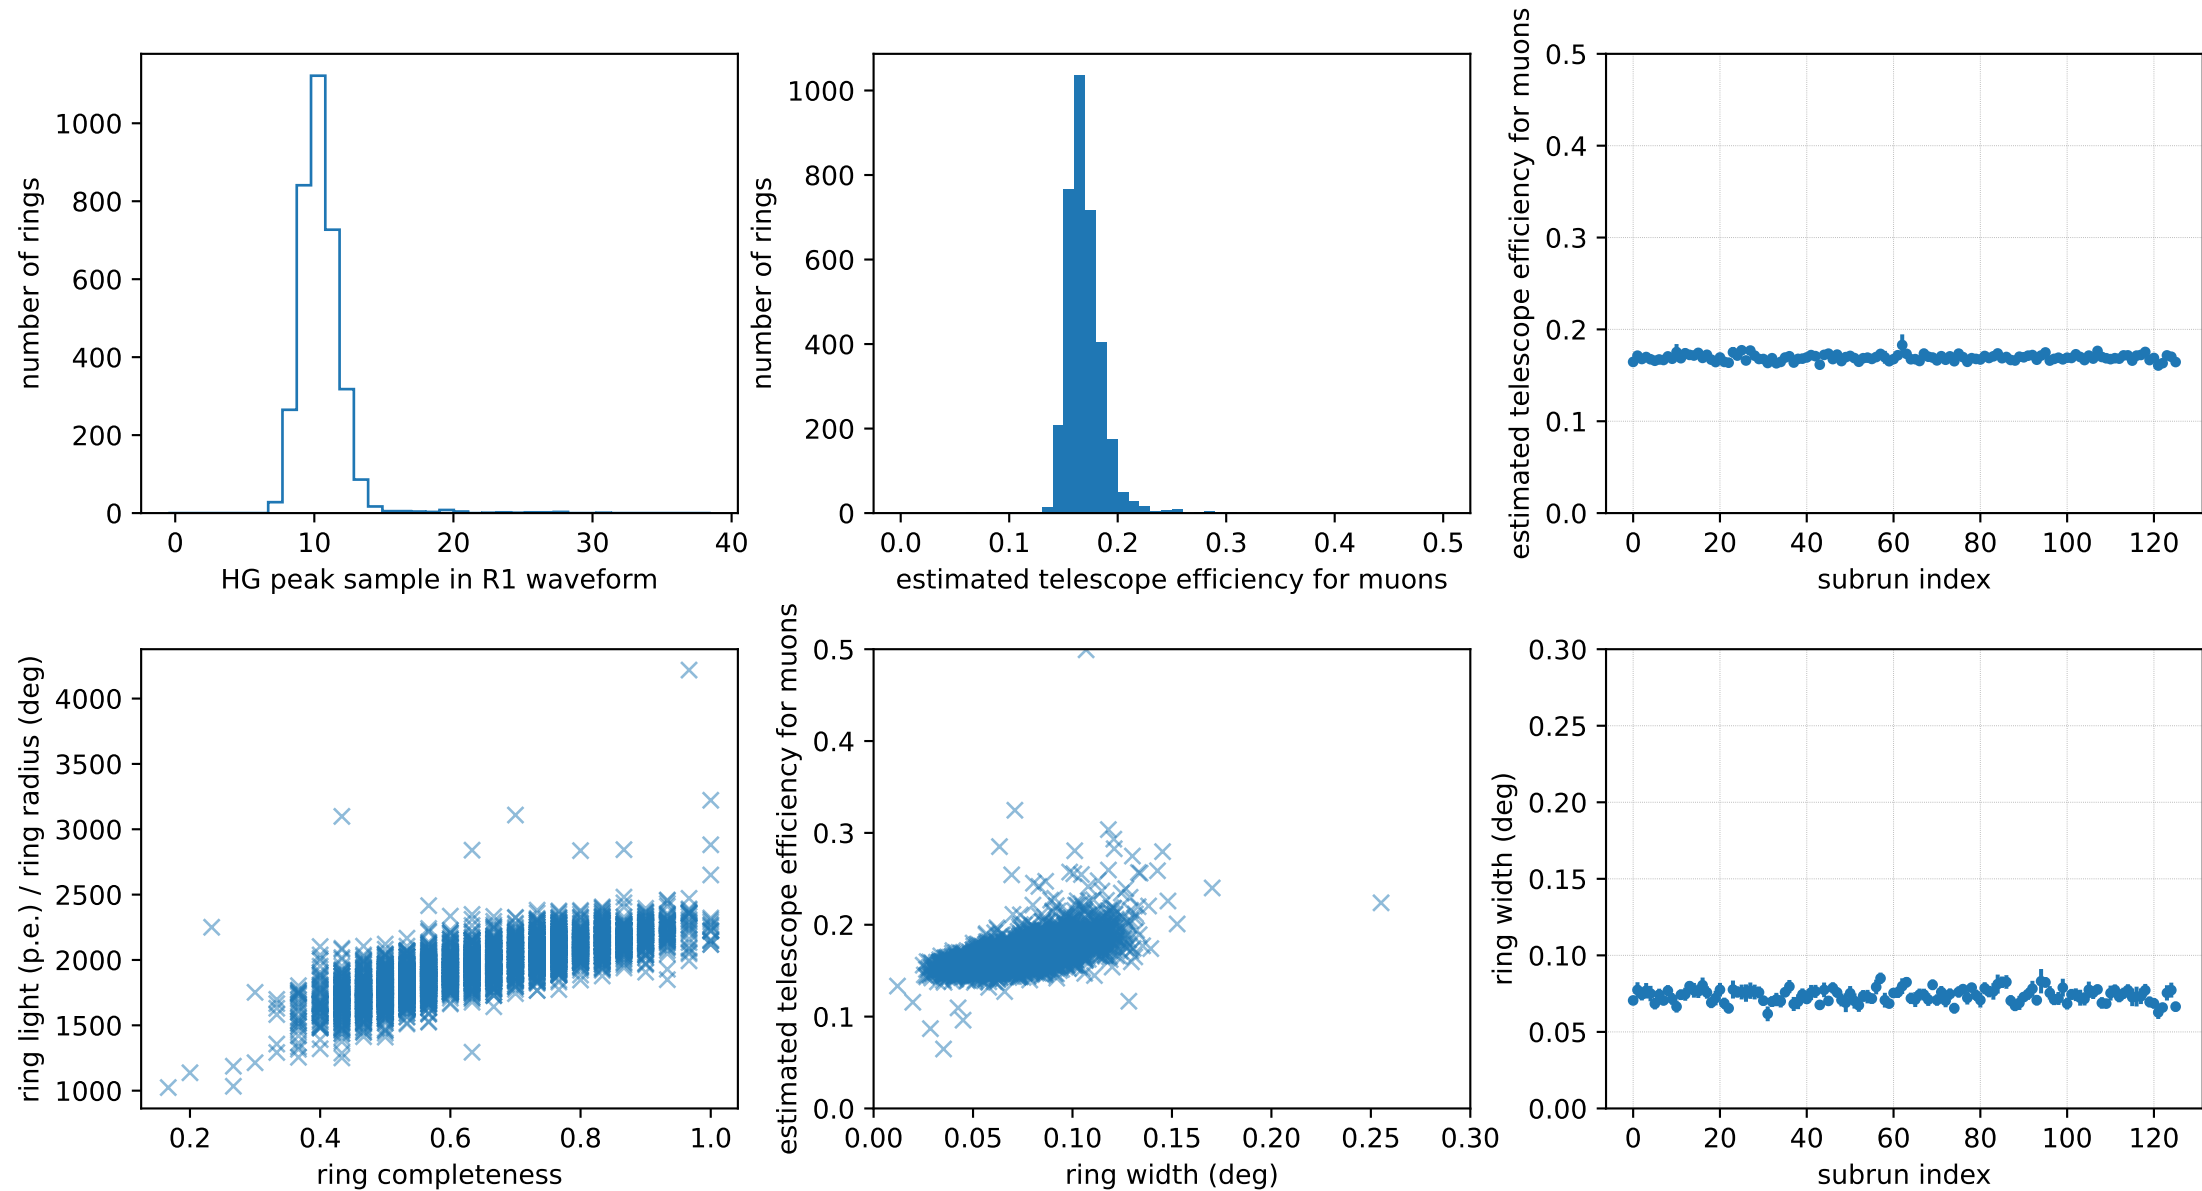 number of rings
1000
800
600
400
200
0
0 10 20 30 40
HG peak sample in R1 waveform
number of rings
1000
800
600
400
200
0
0.0 0.1 0.2 0.3 0.4 0.5
estimated telescope efficiency for muons
estimated telescope efficiency for muons
0.5
0.4
0.3
0.2
0.1
0.0
0 20 40 60 80 100 120
subrun index
ring light (p.e.) / ring radius (deg)
4000
3500
3000
2500
2000
1500
1000
0.2 0.4 0.6 0.8 1.0
ring completeness
estimated telescope efficiency for muons
0.5
0.4
0.3
0.2
0.1
0.0
0.00 0.05 0.10 0.15 0.20 0.25 0.30
ring width (deg)
ring width (deg)
0.30
0.25
0.20
0.15
0.10
0.05
0.00
0 20 40 60 80 100 120
subrun index